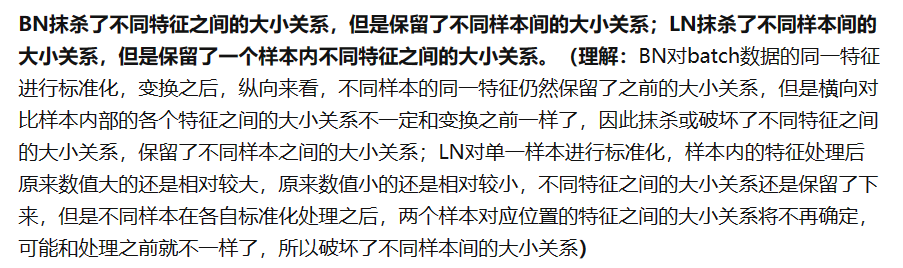 BN抹杀了不同特征之间的大小关系，但是保留了不同样本间的大小关系；LN抹杀了不同样本间的
大小关系，但是保留了一个样本内不同特征之间的大小关系。（理解：BN对batch数据的同一特征
进行标准化，变换之后，纵向来看，不同样本的同一特征仍然保留了之前的大小关系，但是横向对
比样本内部的各个特征之间的大小关系不一定和变换之前一样了，因此抹杀或破坏了不同特征之间
的大小关系，保留了不同样本之间的大小关系；LN对单一样本进行标准化，样本内的特征处理后
原来数值大的还是相对较大，原来数值小的还是相对较小，不同特征之间的大小关系还是保留了下
来，但是不同样本在各自标准化处理之后，两个样本对应位置的特征之间的大小关系将不再确定，
可能和处理之前就不一样了，所以破坏了不同样本间的大小关系）